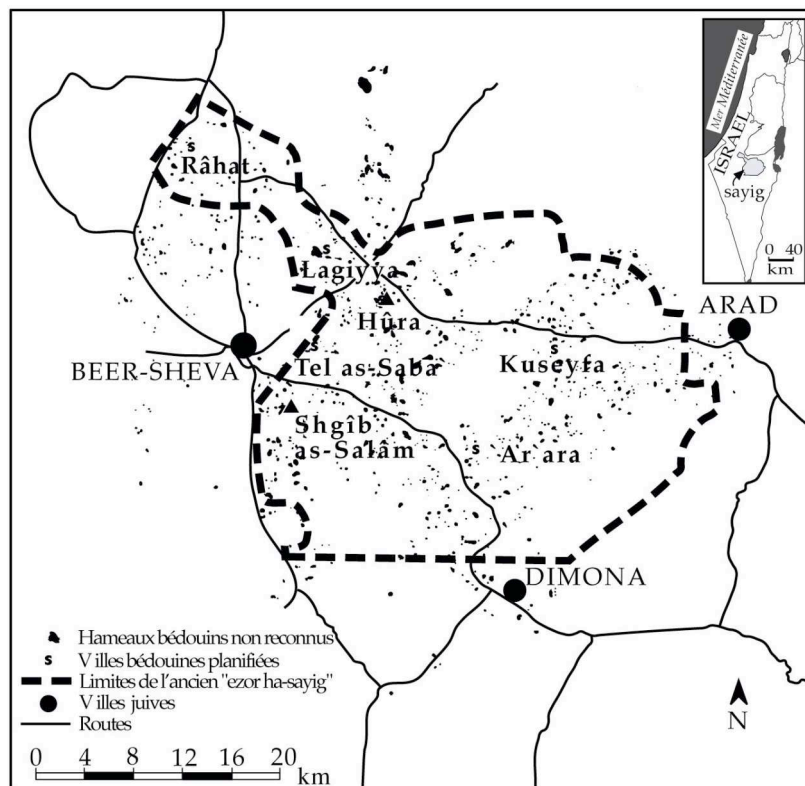 Mer Méditerranée
ISRAEL
sayig
0 40
km
s
Râhat
s
Lagiyya
Hûra
ARAD
s
Kuseyfa
BEER-SHEVA
s
Tel as-Saba
Shgîb
as-Salâm
s
Ar ara
DIMONA
Hameaux bédouins non reconnus
s Villes bédouines planifiées
Limites de l'ancien "ezor ha-sayig"
Villes juives
Routes
0 4 8 12 16 20
km
N